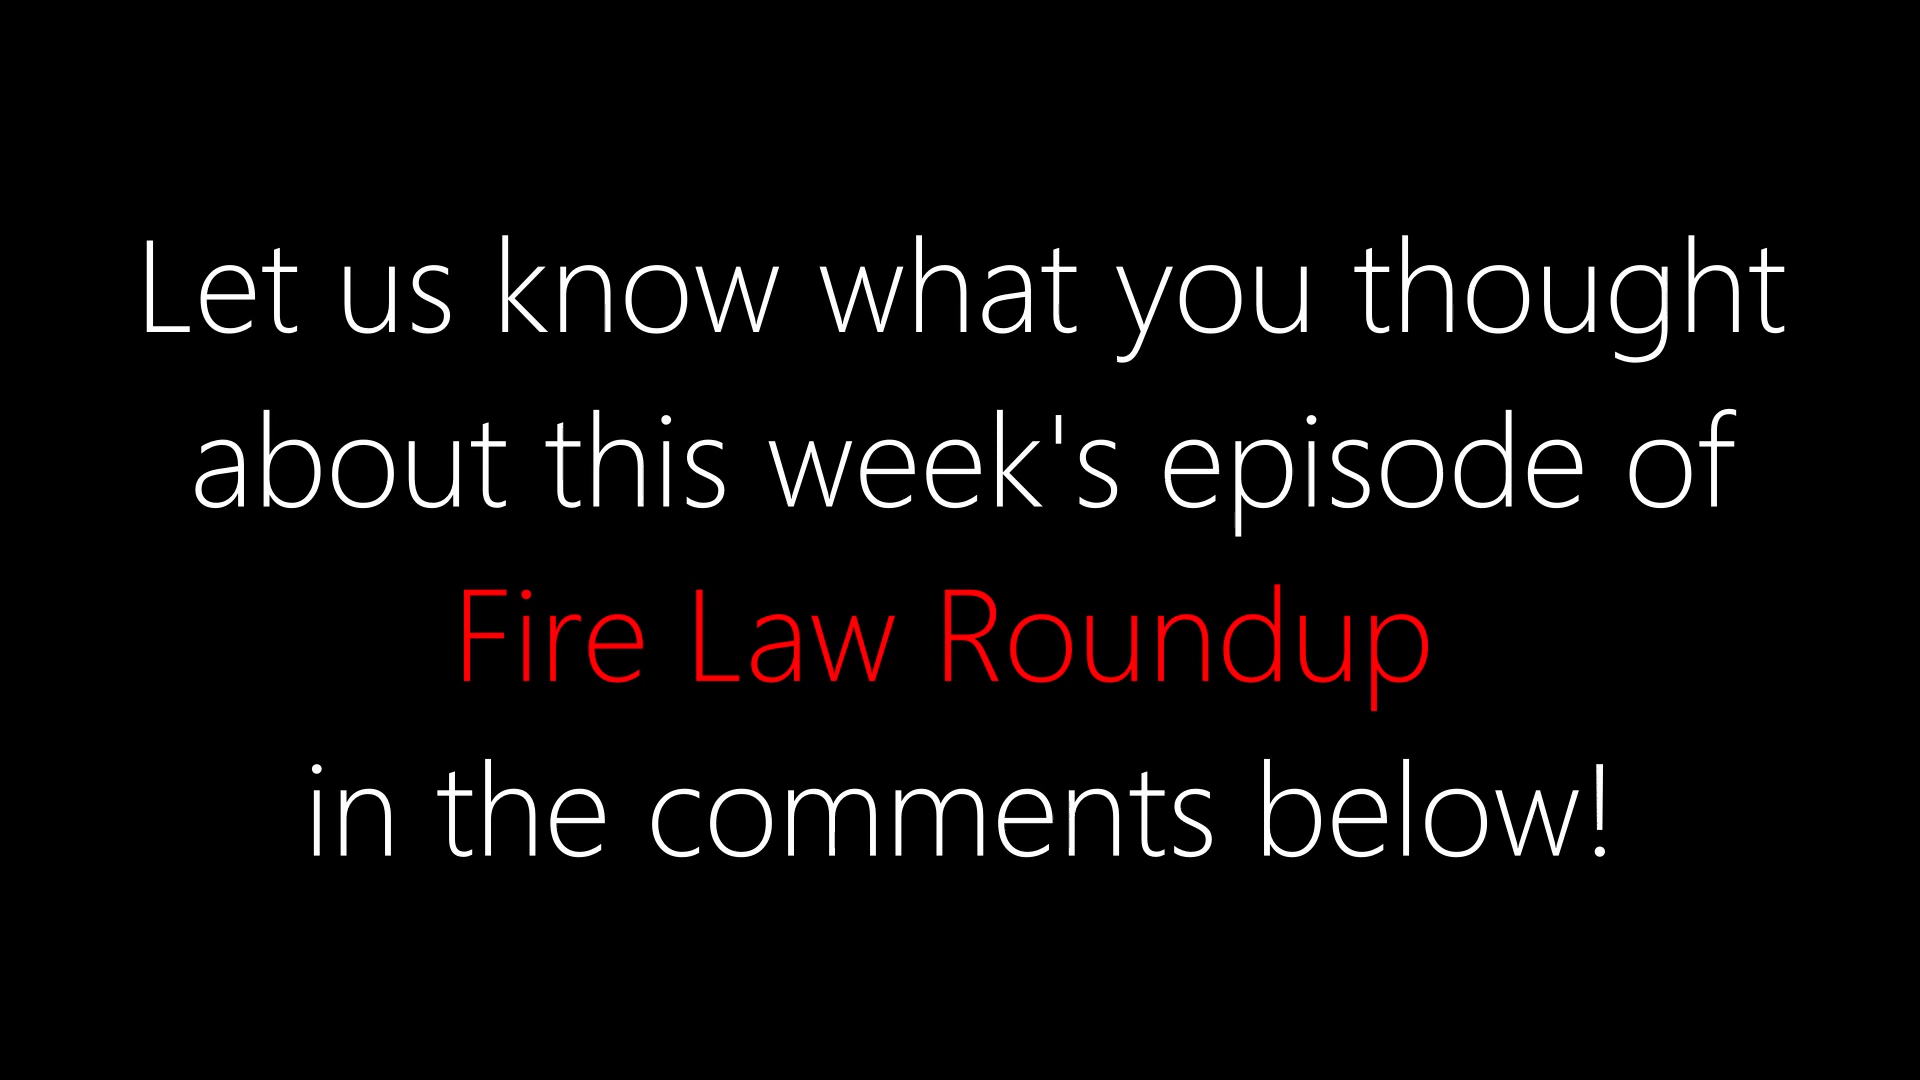 Let us know what you thought
about this week's episode of
Fire Law Roundup
in the comments below!